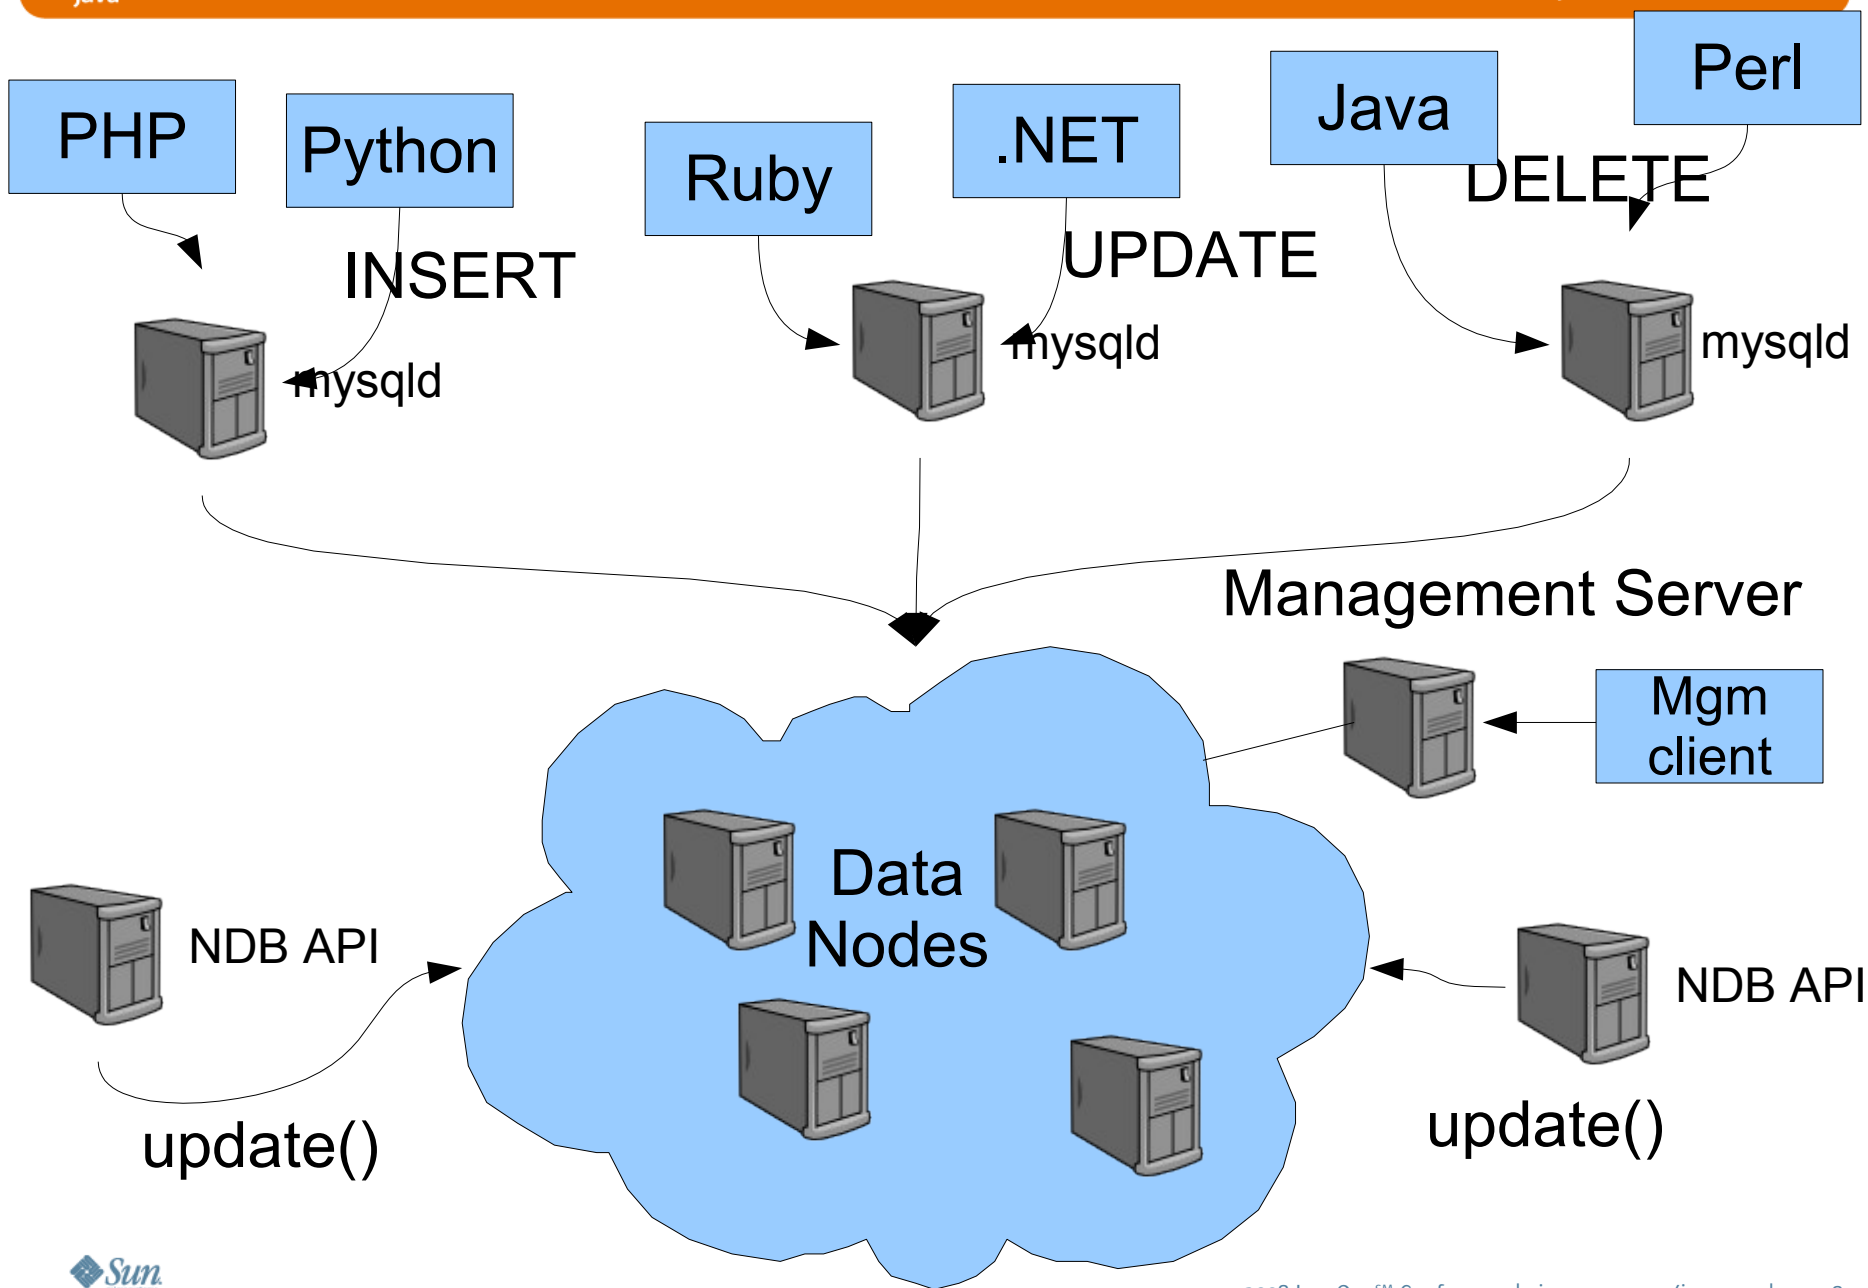 Java
Perl
Java
PHP
Python
.NET
Ruby
DELETE
INSERT
UPDATE
mysqld
mysqld
mysqld
Management Server
Mgm
client
Data
Nodes
NDB API
NDB API
update()
update()
Sun